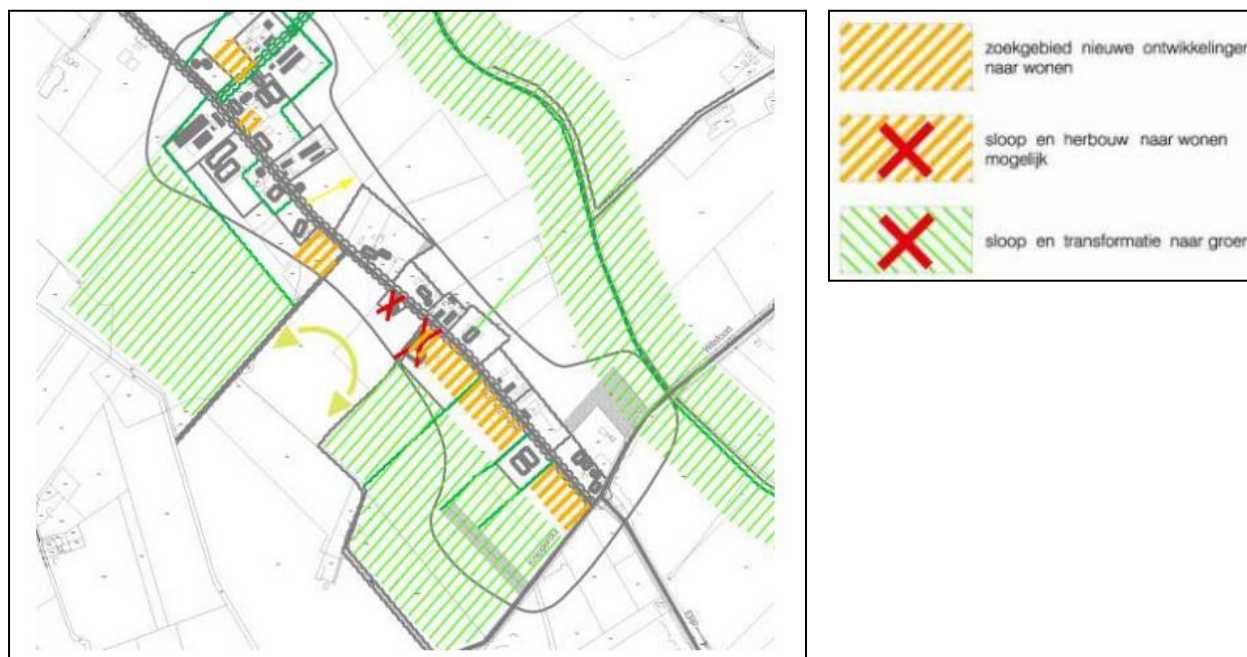 zoekgebied nieuwe ontwikkelingen
naar wonen
sloop en herbouw naar wonen
mogelijk
sloop en transformatie naar groen